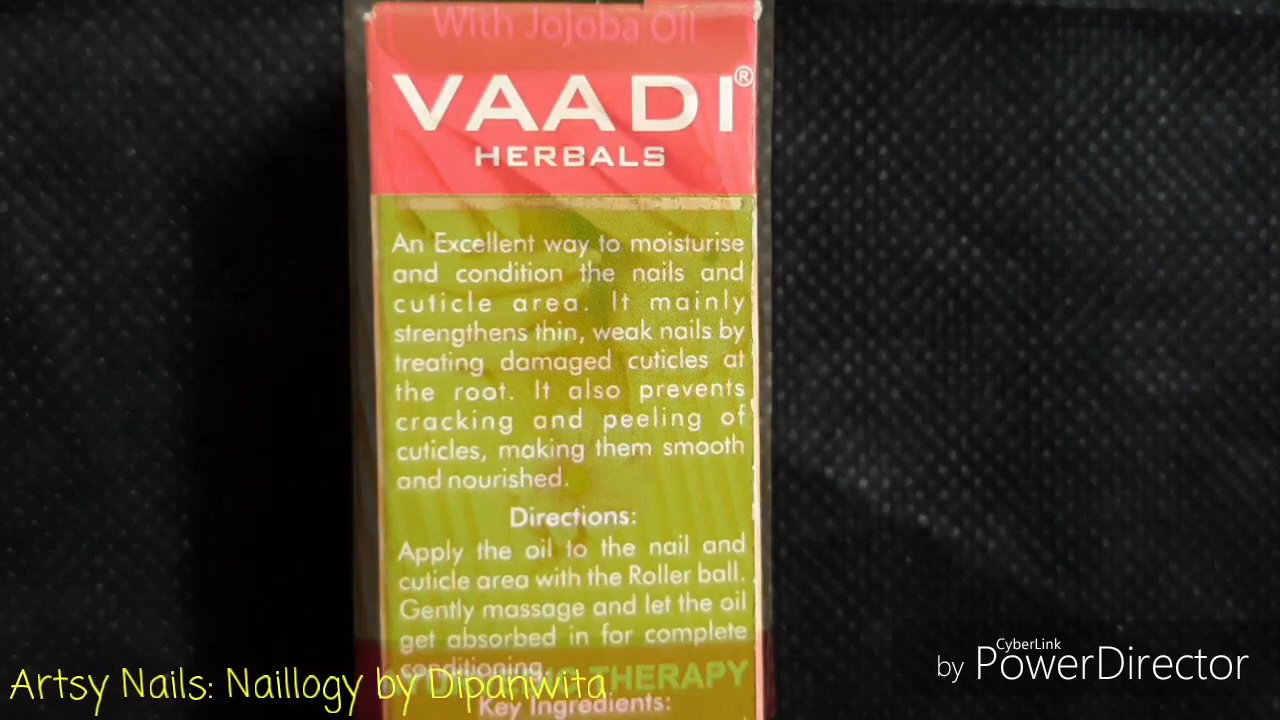 With Jojoba Oil
VAADI®
HERBALS
An Excellent way to moisturise
and condition the nails and
cuticle area. It mainly
strengthens thin, weak nails by
treating damaged cuticles at
the root. It also prevents
cracking and peeling of
cuticles, making them smooth
and nourished.
Directions:
Apply the oil to the nail and
cuticle area with the Roller ball.
Gently massage and let the oil
get absorbed in for complete
conditioning.
THERAPY
Key Ingredients:
Artsy Nails: Naillogy by Dipanwita
CyberLink
by PowerDirector